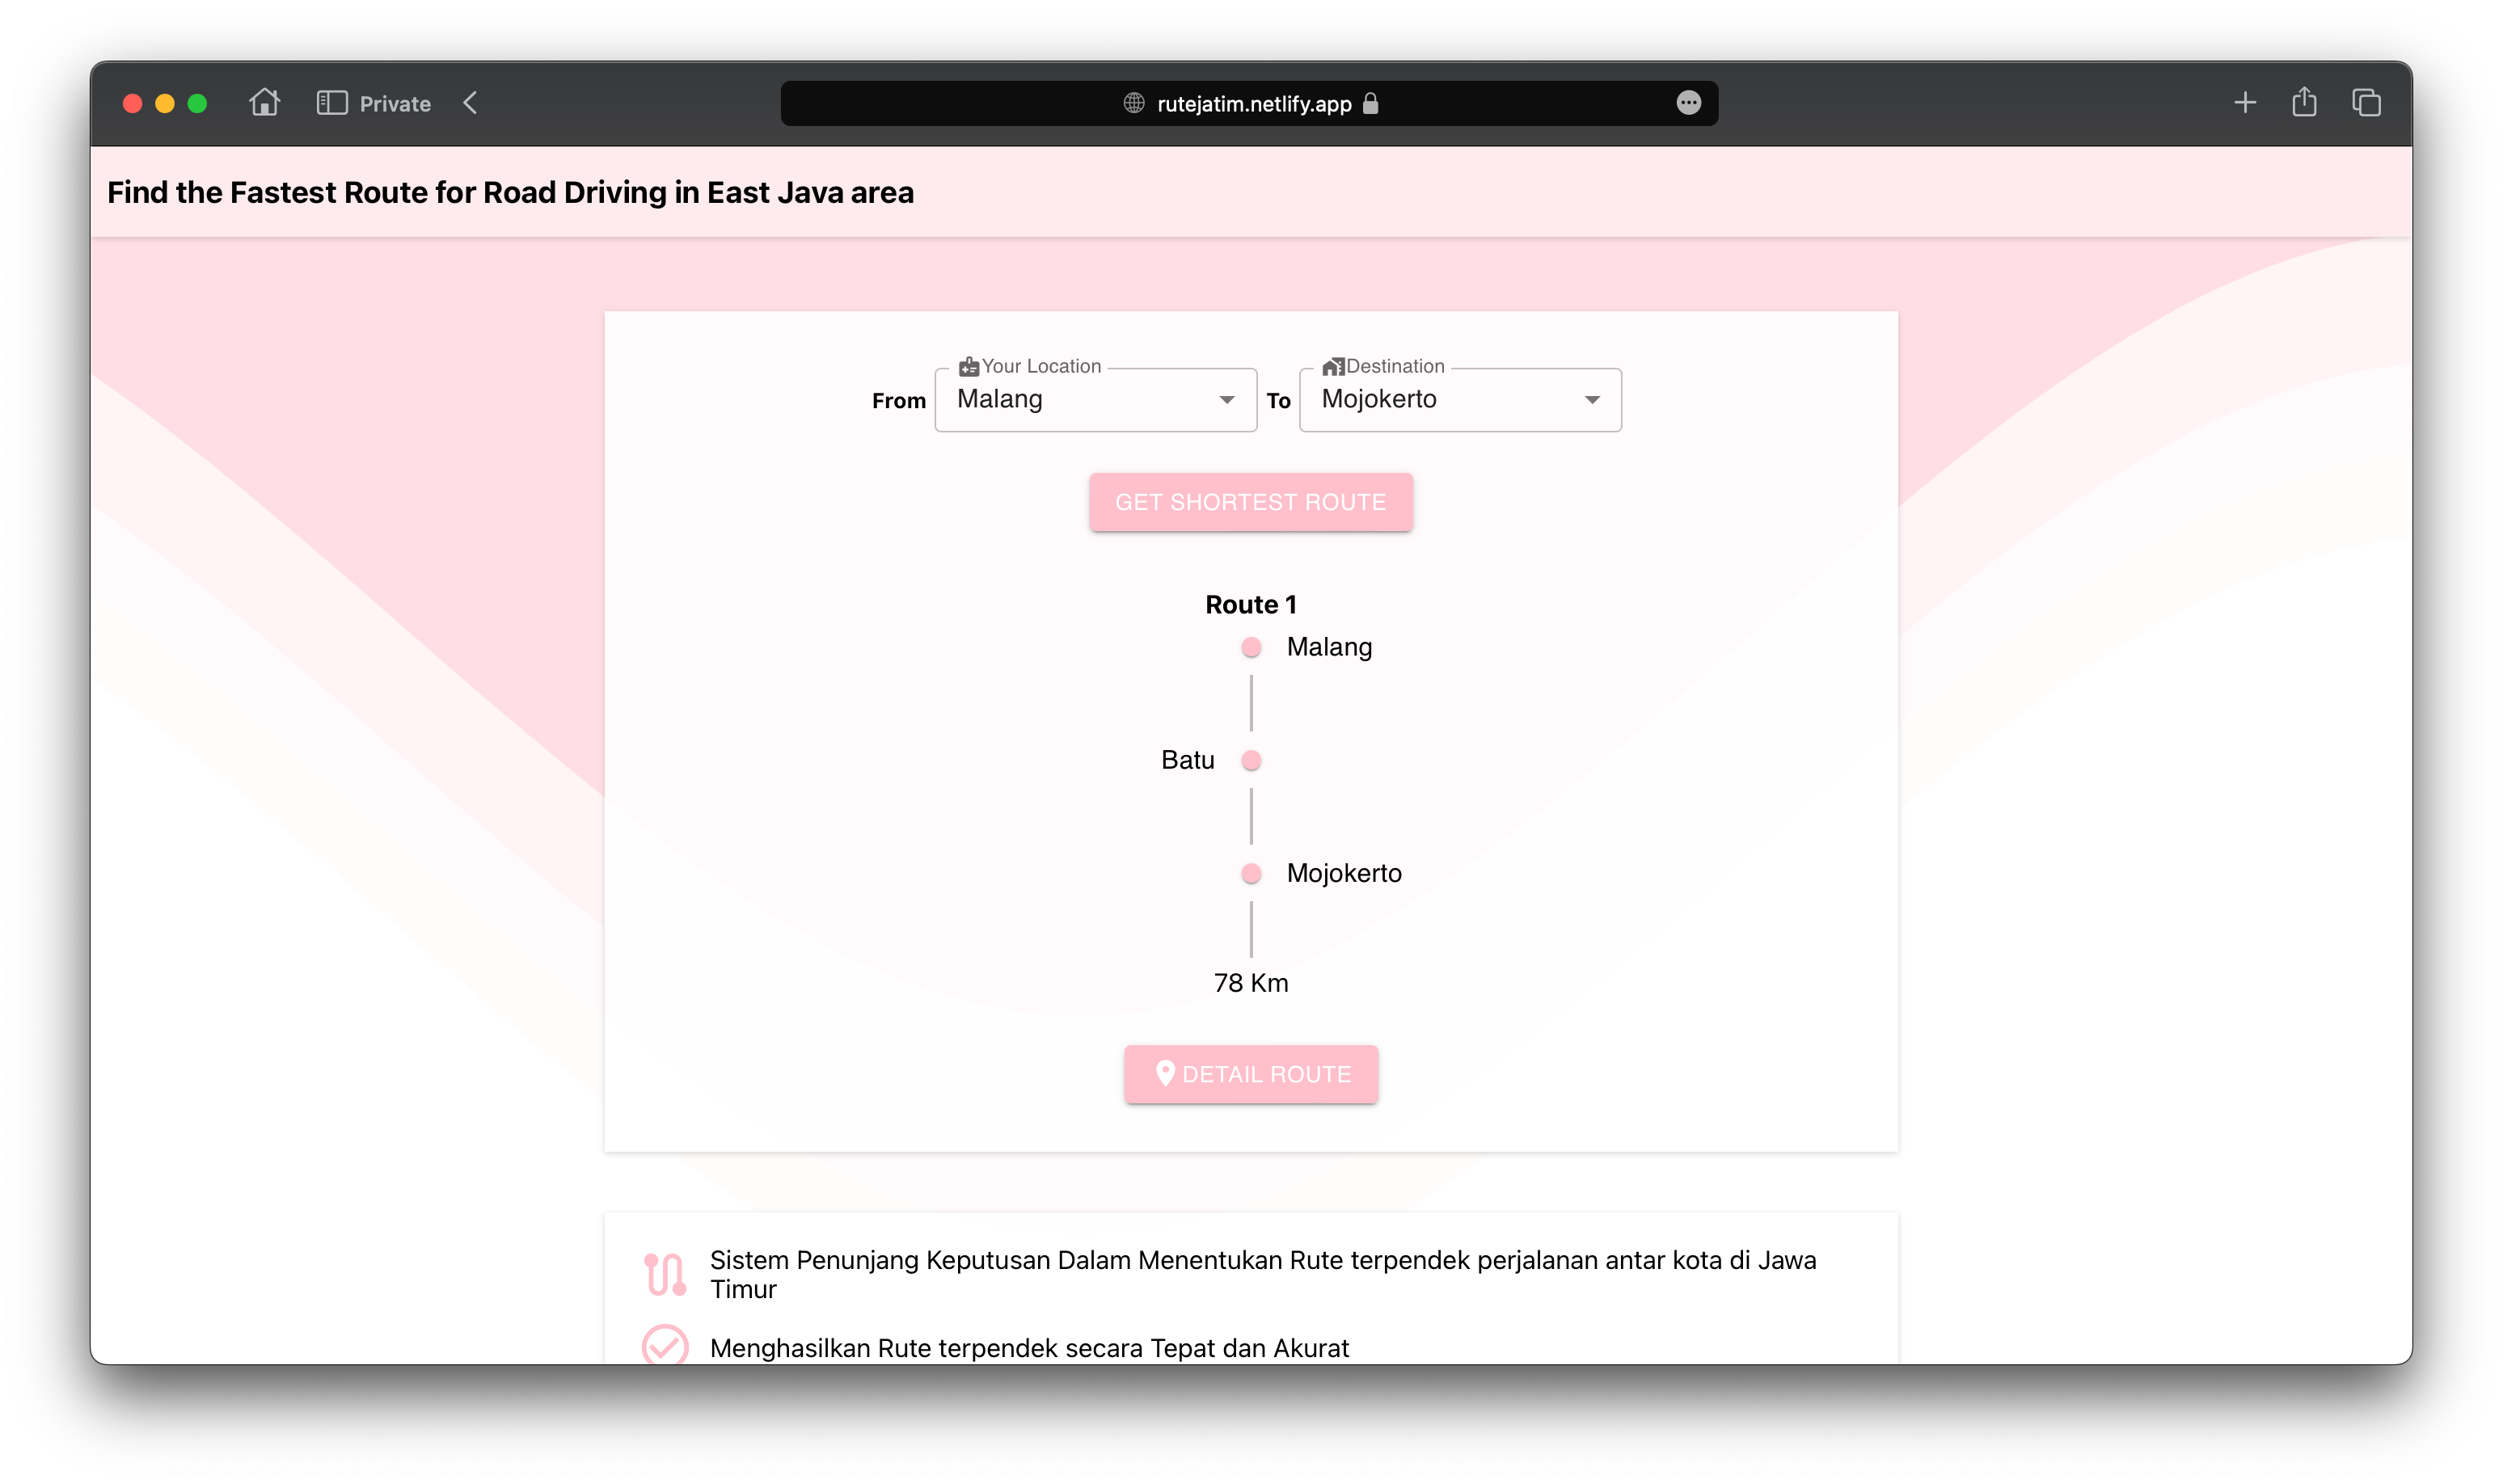 Private
rutejatim.netlify.app
Find the Fastest Route for Road Driving in East Java area
Your Location
Destination
From Malang To Mojokerto
GET SHORTEST ROUTE
Route 1
Malang
Batu
Mojokerto
78 Km
DETAIL ROUTE
Sistem Penunjang Keputusan Dalam Menentukan Rute terpendek perjalanan antar kota di Jawa
Timur
Menghasilkan Rute terpendek secara Tepat dan Akurat